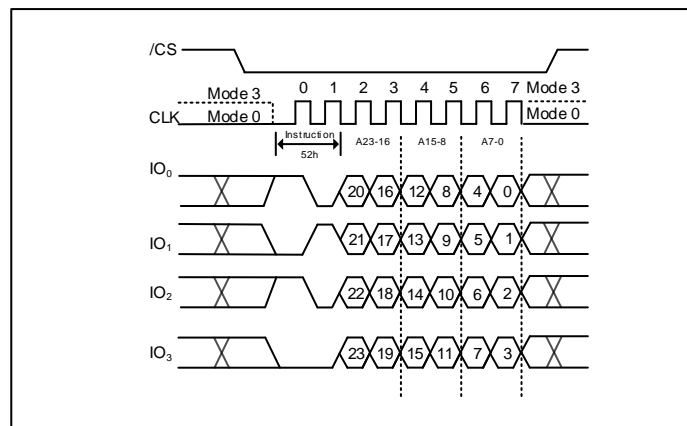 /CS
0 1 2 3 4 5 6 7
Mode 3 Mode 3
CLK Mode 0 Mode 0
Instruction A23-16 A15-8 A7-0
52h
IO0
20 16 12 8 4 0
IO1
21 17 13 9 5 1
IO2
22 18 14 10 6 2
IO3
23 19 15 11 7 3